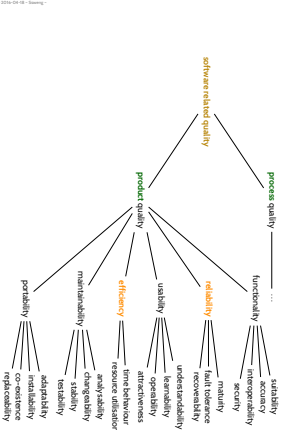 2014-09-18 - Sewing -
software related quality
process quality
product quality
...
functionality
reliability
usability
efficiency
maintainability
portability
suitability
accuracy
interoperability
security
maturity
fault tolerance
recoverability
understandability
learnability
operability
attractiveness
time behaviour
resource utilisation
analysability
changeability
stability
testability
adaptability
installability
co-existence
replaceability